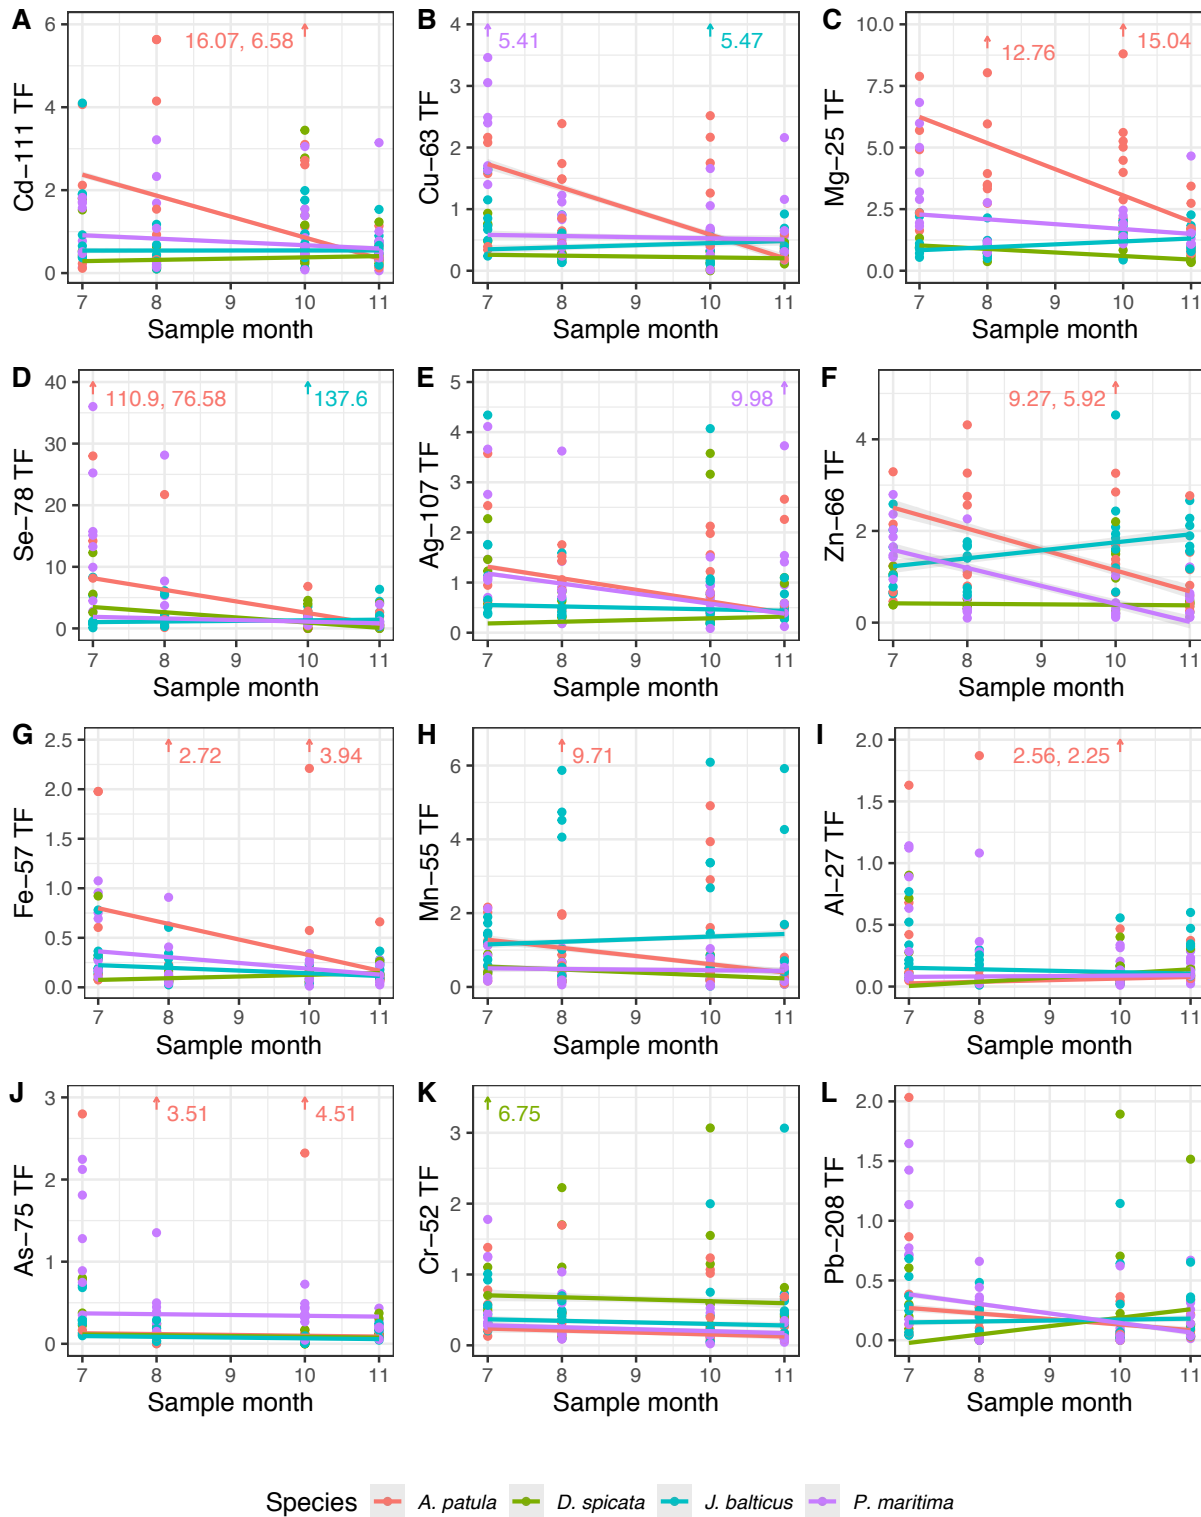 A
Cd−111 TF
6
4
2
0
16.07, 6.58
7 8 9 10 11
Sample month
B
Cu−63 TF
4
3
2
1
0
5.41
5.47
7 8 9 10 11
Sample month
C
Mg−25 TF
10.0
7.5
5.0
2.5
0.0
12.76
15.04
7 8 9 10 11
Sample month
D
Se−78 TF
40
30
20
10
0
110.9, 76.58
137.6
7 8 9 10 11
Sample month
E
Ag−107 TF
5
4
3
2
1
0
9.98
7 8 9 10 11
Sample month
F
Zn−66 TF
4
2
0
9.27, 5.92
7 8 9 10 11
Sample month
G
Fe−57 TF
2.5
2.0
1.5
1.0
0.5
0.0
2.72
3.94
7 8 9 10 11
Sample month
H
Mn−55 TF
6
4
2
0
9.71
7 8 9 10 11
Sample month
I
Al−27 TF
2.0
1.5
1.0
0.5
0.0
2.56, 2.25
7 8 9 10 11
Sample month
J
As−75 TF
3
2
1
0
3.51
4.51
7 8 9 10 11
Sample month
K
Cr−52 TF
3
2
1
0
6.75
7 8 9 10 11
Sample month
L
Pb−208 TF
2.0
1.5
1.0
0.5
0.0
7 8 9 10 11
Sample month
Species A. patula D. spicata J. balticus P. maritima